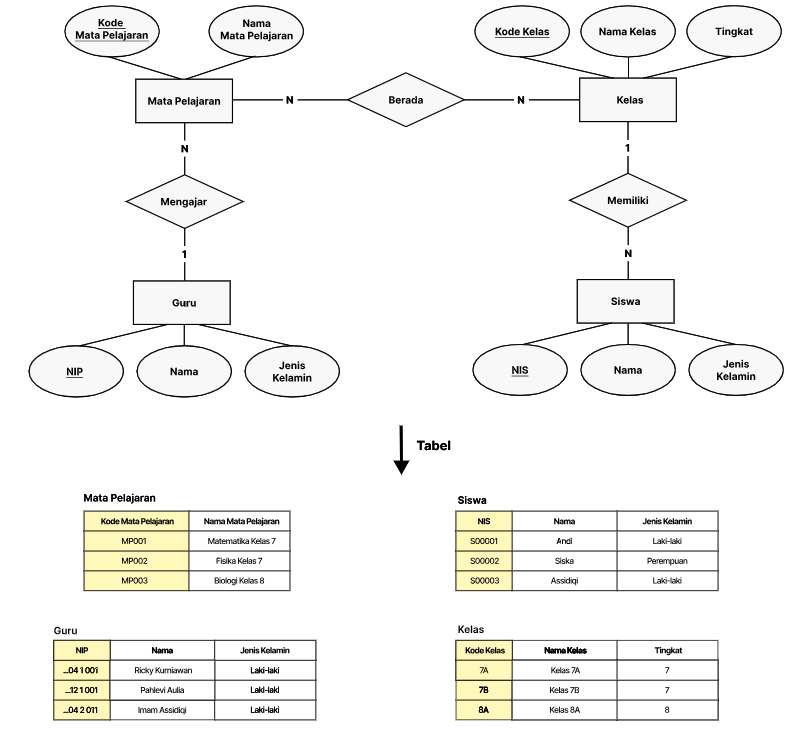 Kode
Mata Pelajaran
Nama
Mata Pelajaran
Kode Kelas
Nama Kelas
Tingkat
Mata Pelajaran
N
Berada
N
Kelas
N
1
Mengajar
Memiliki
1
N
Guru
Siswa
NIP
Nama
Jenis
Kelamin
NIS
Nama
Jenis
Kelamin
Tabel
Mata Pelajaran
Kode Mata Pelajaran Nama Mata Pelajaran
MP001 Matematika Kelas 7
MP002 Fisika Kelas 7
MP003 Biologi Kelas 8
Siswa
NIS Nama Jenis Kelamin
S00001 Andi Laki-laki
S00002 Siska Perempuan
S00003 Assidiqi Laki-laki
Guru
NIP Nama Jenis Kelamin
...04 1 001 Ricky Kurniawan Laki-laki
...12 1 001 Pahlevi Aulia Laki-laki
...04 2 011 Imam Assidiqi Laki-laki
Kelas
Kode Kelas Nama Kelas Tingkat
7A Kelas 7A 7
7B Kelas 7B 7
8A Kelas 8A 8